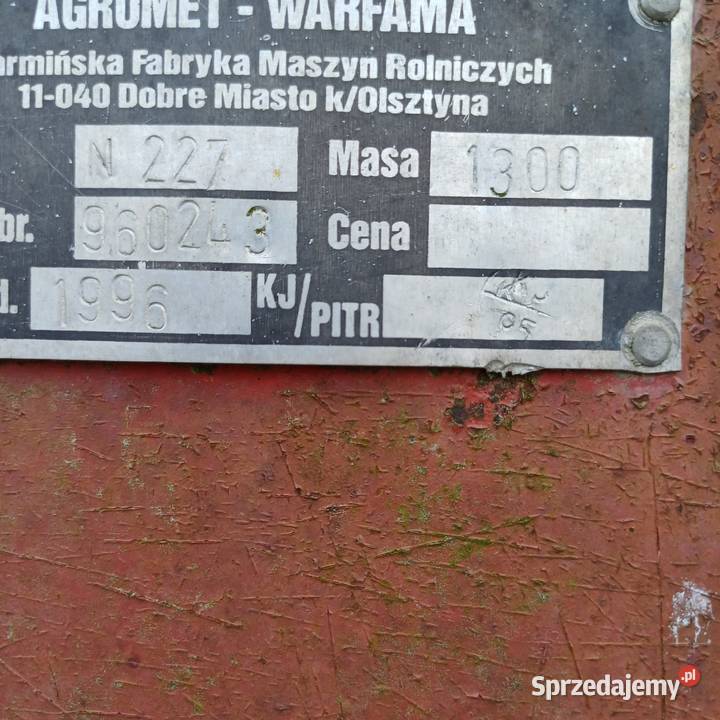 AGROMET - WARFAMA
armińska Fabryka Maszyn Rolniczych
11-040 Dobre Miasto k/Olsztyna
N 227 Masa 1300
br. 960243 Cena
d. 1996 KJ/PITR
Sprzedajemy.pl